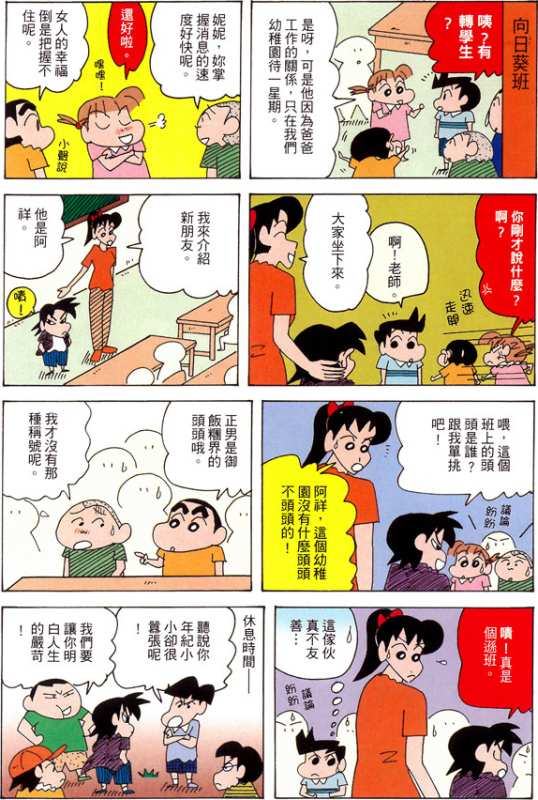 向日葵班
咦?有
轉學生
?
是呀,可是他因為爸爸
工作的關係,只在我們
幼稚園待一星期。
妮妮,妳掌
握消息的速
度好快呢。
還好啦。
嘿嘿!
女人的幸福
倒是把握不
住呢。
小聲說
你剛才說什麼?
啊?
迅速
走開
啊!老師。
大家坐下來。
我來介紹
新朋友。
他是阿
祥。
嘖!
喂,這個
班上的頭
頭是誰?
跟我單挑
吧!
議論
紛紛
阿祥,這個幼稚
園沒有什麼頭頭
不頭頭的!
正男是御
飯糰界的
頭頭哦。
我才沒有那
種稱號呢。
嘖!真是
個遜班。
這傢伙
真不友
善…
議論
紛紛
休息時間——
聽說你
年紀小
小卻很
囂張呢
!
我們要
讓你明
白人生
的嚴苛
!